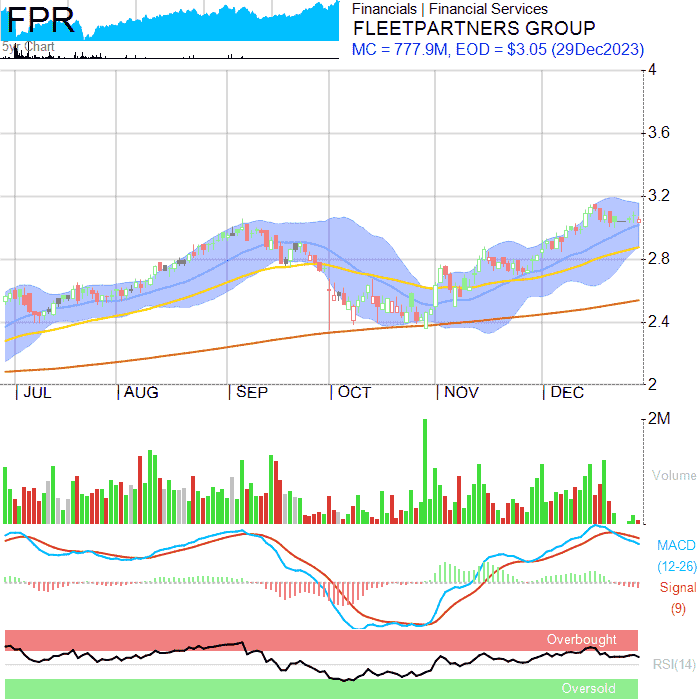 FPR
5yr Chart
Financials | Financial Services
FLEETPARTNERS GROUP
MC = 777.9M, EOD = $3.05 (29Dec2023)
4
3.6
3.2
2.8
2.4
2
|JUL |AUG |SEP |OCT |NOV |DEC
2M
Volume
MACD
(12-26)
Signal
(9)
Overbought
RSI(14)
Oversold